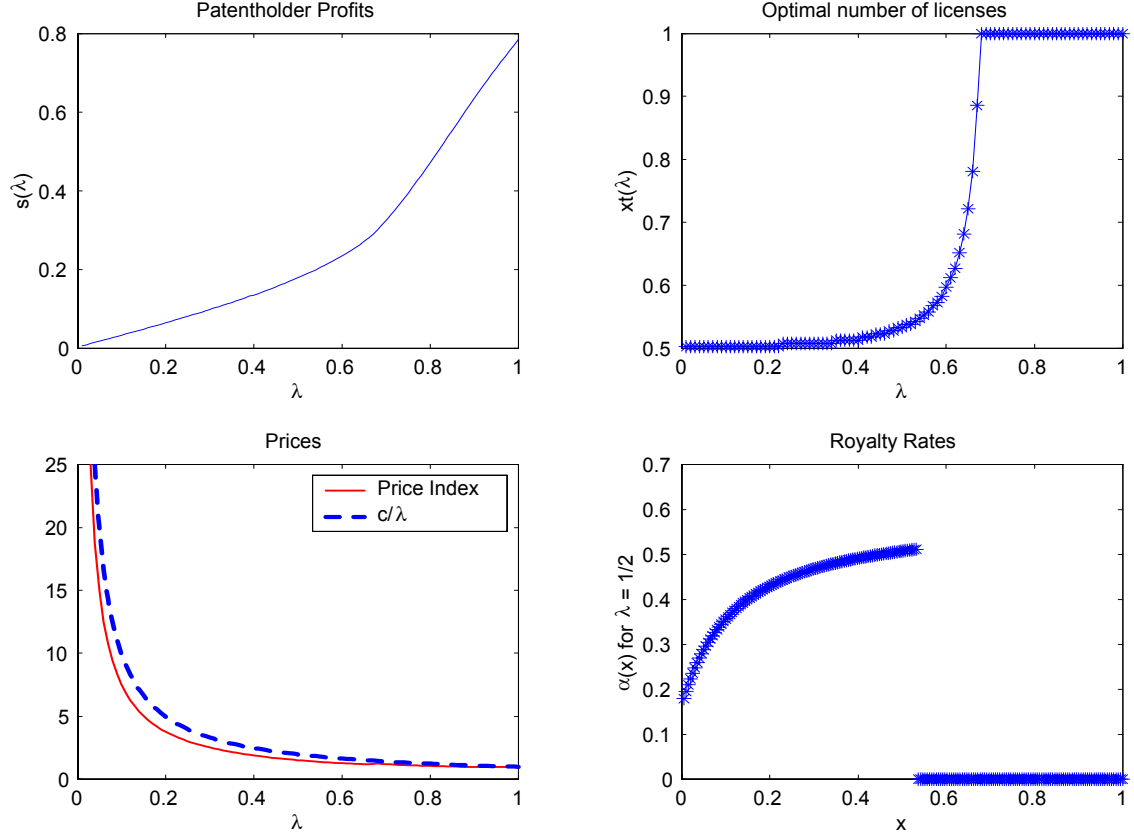 Patentholder Profits
0.8
0.6
0.4
0.2
0
s(λ)
0 0.2 0.4 0.6 0.8 1
λ
Optimal number of licenses
1
0.9
0.8
0.7
0.6
0.5
xt(λ)
0 0.2 0.4 0.6 0.8 1
λ
Prices
25
20
15
10
5
0
Price Index
c/λ
0 0.2 0.4 0.6 0.8 1
λ
Royalty Rates
0.7
0.6
0.5
0.4
0.3
0.2
0.1
0
α(x) for λ = 1/2
0 0.2 0.4 0.6 0.8 1
x